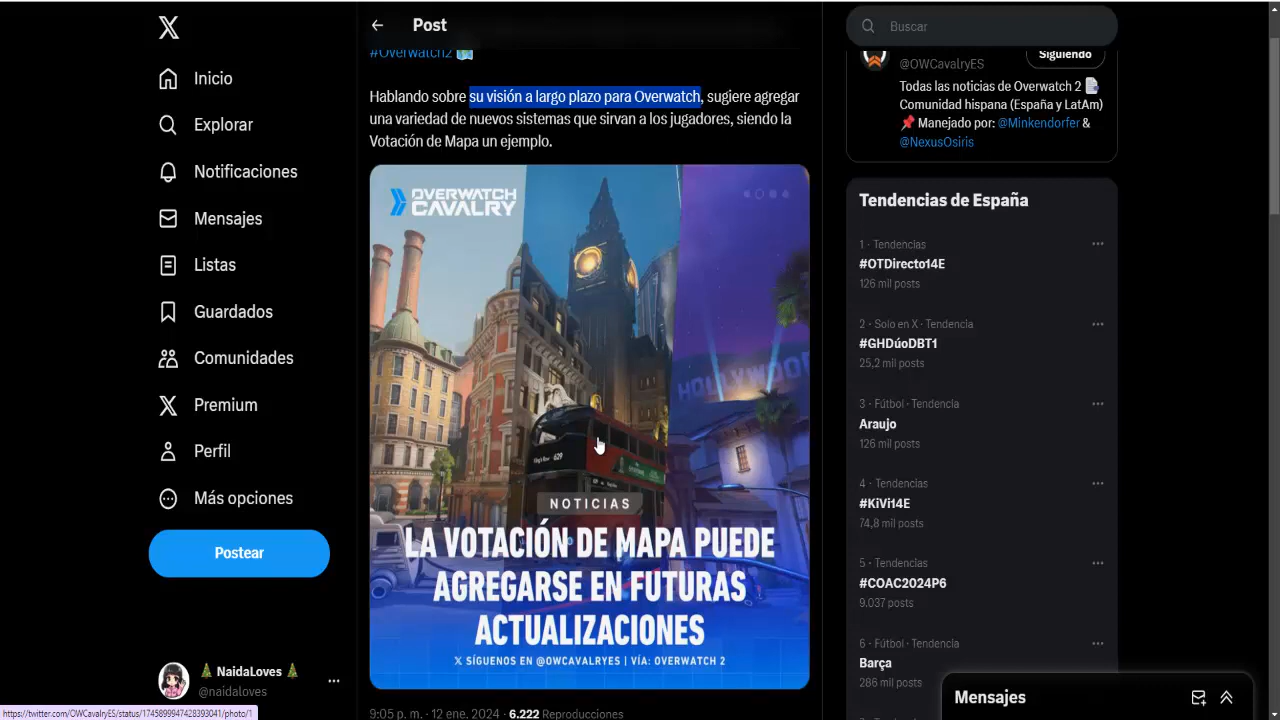 Post
Buscar
#Overwatch2
Siguiendo
@OWCavalryES
Inicio
Todas las noticias de Overwatch 2
Comunidad hispana (España y LatAm)
Manejado por: @Minkendorfer &
@NexusOsiris
Hablando sobre su visión a largo plazo para Overwatch, sugiere agregar
una variedad de nuevos sistemas que sirvan a los jugadores, siendo la
Votación de Mapa un ejemplo.
Explorar
Notificaciones
Mensajes
Listas
Guardados
Comunidades
Premium
Perfil
Más opciones
Postear
NaidaLoves
@naidaloves
OVERWATCH
CAVALRY
HOLLYWOOD
King's Row 629
NOTICIAS
LA VOTACIÓN DE MAPA PUEDE
AGREGARSE EN FUTURAS
ACTUALIZACIONES
X SÍGUENOS EN @OWCAVALRYES | VÍA: OVERWATCH 2
9:05 p. m. · 12 ene. 2024 · 6.222 Reproducciones
Tendencias de España
1 · Tendencias
#OTDirecto14E
126 mil posts
2 · Solo en X · Tendencia
#GHDúoDBT1
25,2 mil posts
3 · Fútbol · Tendencia
Araujo
126 mil posts
4 · Tendencias
#KiVi14E
74,8 mil posts
5 · Tendencias
#COAC2024P6
9.037 posts
6 · Fútbol · Tendencia
Barça
286 mil posts
Mensajes
https://twitter.com/OWCavalryES/status/1745899947428393041/photo/1